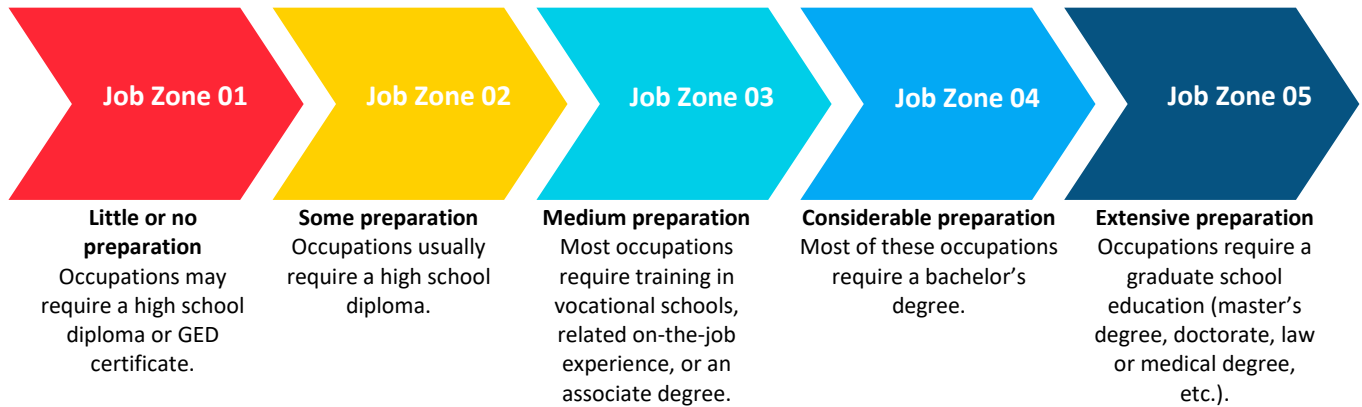 Job Zone 01
Job Zone 02
Job Zone 03
Job Zone 04
Job Zone 05
Little or no
preparation
Occupations may
require a high school
diploma or GED
certificate.
Some preparation
Occupations usually
require a high school
diploma.
Medium preparation
Most occupations
require training in
vocational schools,
related on-the-job
experience, or an
associate degree.
Considerable preparation
Most of these occupations
require a bachelor’s
degree.
Extensive preparation
Occupations require a
graduate school
education (master’s
degree, doctorate, law
or medical degree,
etc.).